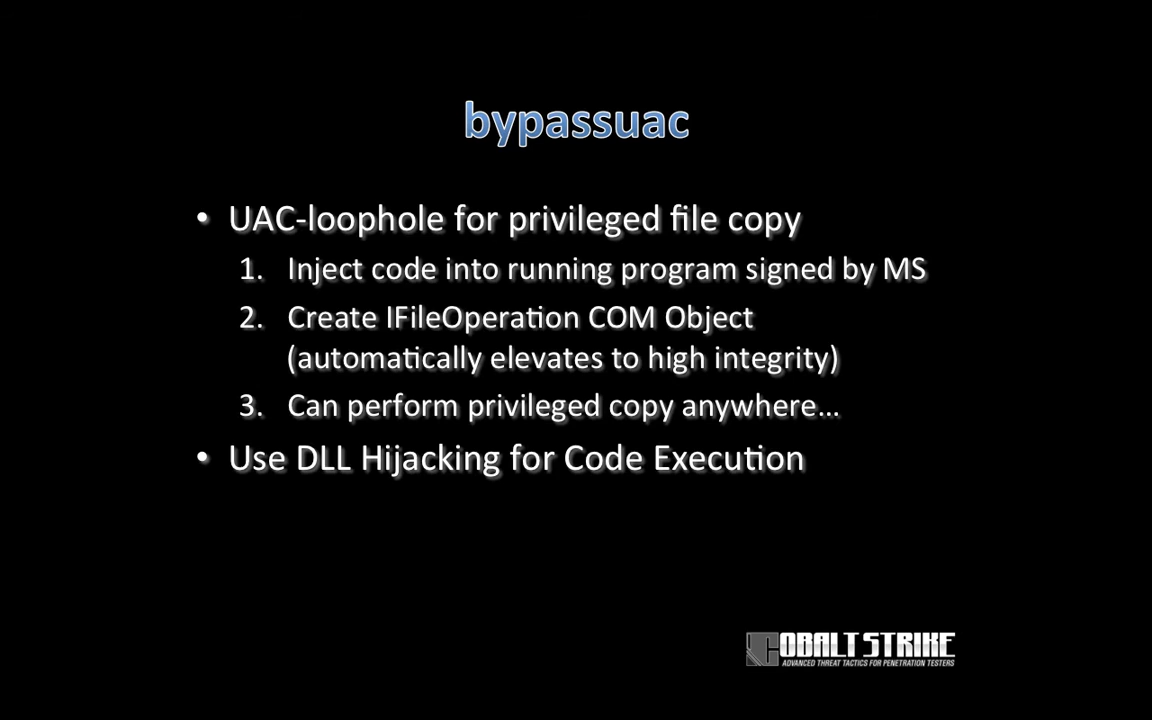 bypassuac
• UAC-loophole for privileged file copy
1. Inject code into running program signed by MS
2. Create IFileOperation COM Object
(automatically elevates to high integrity)
3. Can perform privileged copy anywhere...
• Use DLL Hijacking for Code Execution
COBALT STRIKE
ADVANCED THREAT TACTICS FOR PENETRATION TESTERS